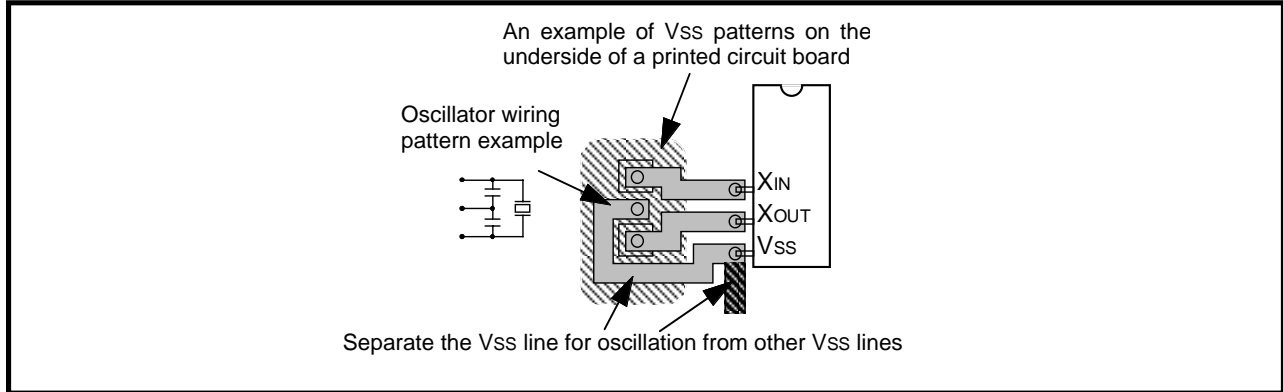 An example of VSS patterns on the
underside of a printed circuit board
Oscillator wiring
pattern example
XIN
XOUT
VSS
Separate the VSS line for oscillation from other VSS lines